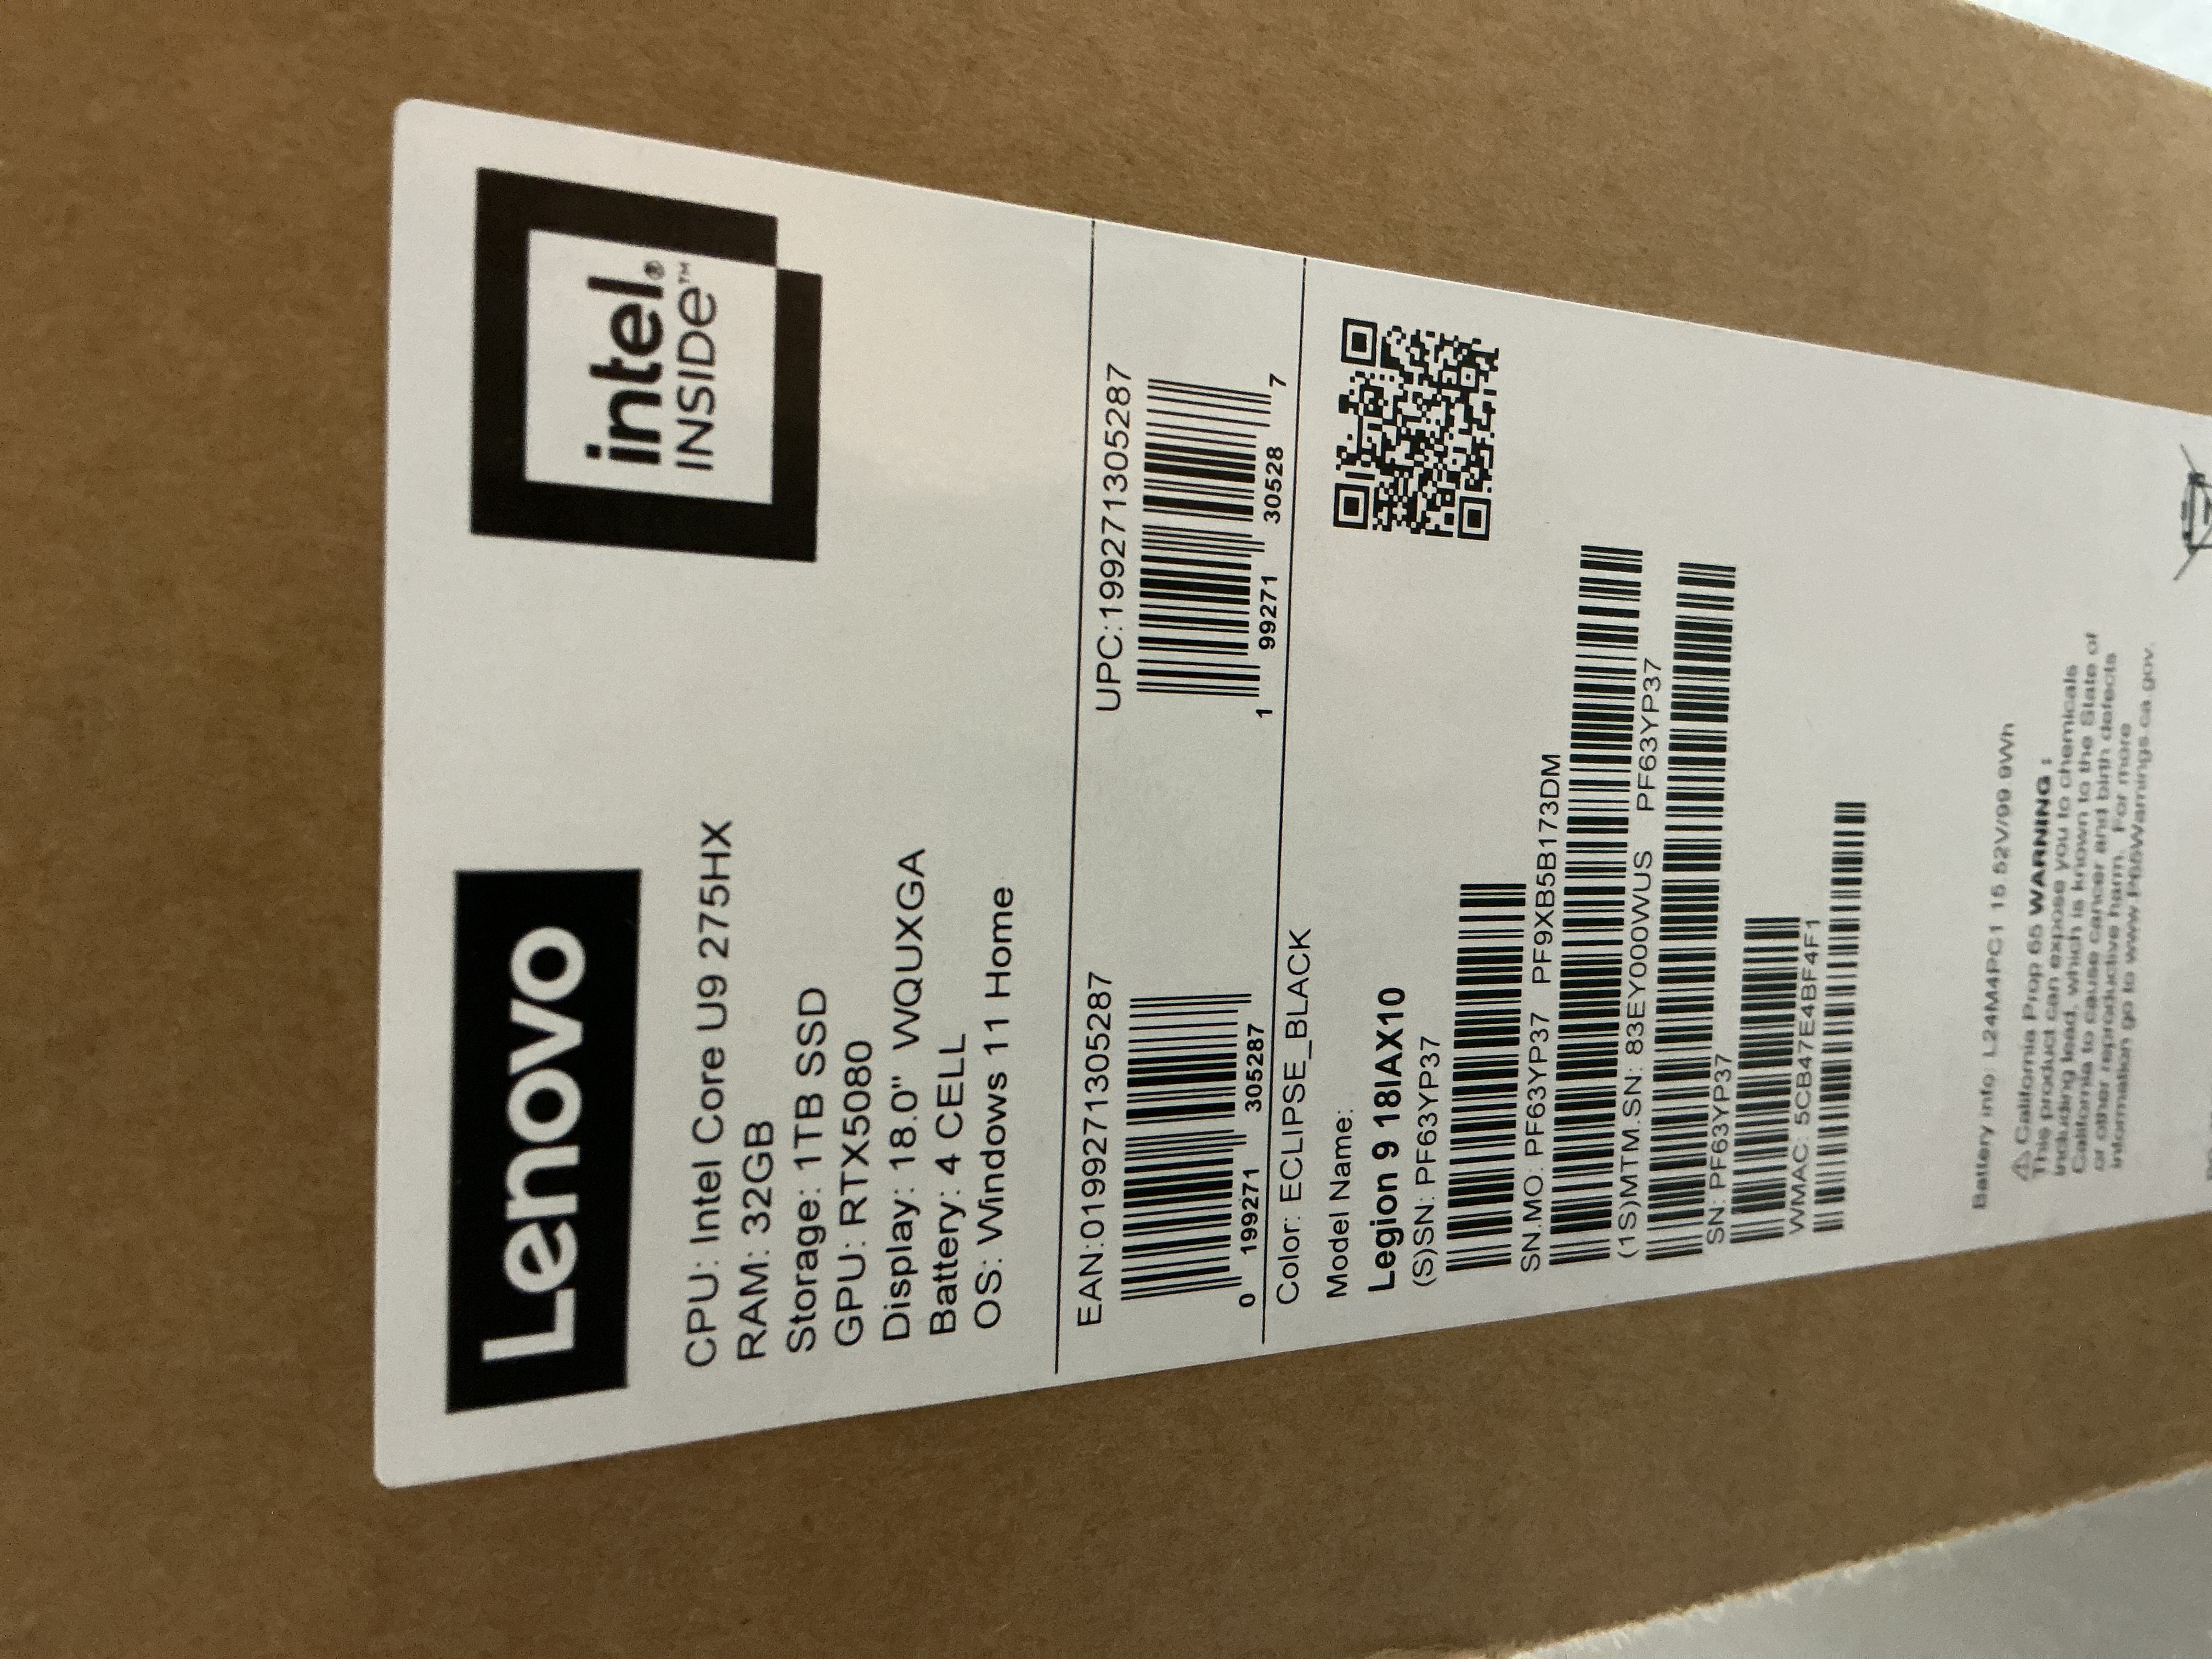 Lenovo
intel®
INSIDE™
CPU: Intel Core U9 275HX
RAM: 32GB
Storage: 1TB SSD
GPU: RTX5080
Display: 18.0" WQUXGA
Battery: 4 CELL
OS: Windows 11 Home
EAN:0199271305287
0 199271 305287
UPC:199271305287
1 99271 30528 7
Color: ECLIPSE_BLACK
Model Name:
Legion 9 18IAX10
(S)SN: PF63YP37
SN.MO: PF63YP37 PF9XB5B173DM
(1S)MTM.SN: 83EY000WUS PF63YP37
SN: PF63YP37
WMAC: 5CB47E4BF4F1
Battery info: L24M4PC1 15.52V/99.9Wh
⚠ California Prop 65 WARNING :
This product can expose you to chemicals
including lead, which is known to the State of
California to cause cancer and birth defects
or other reproductive harm. For more
information go to www.P65Warnings.ca.gov.